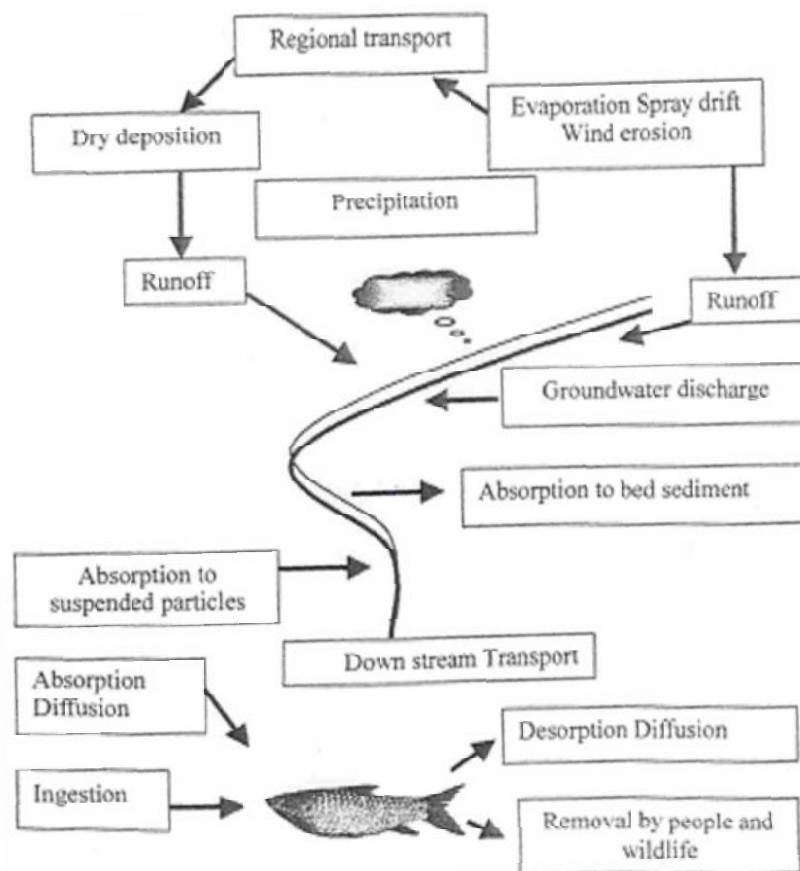 Regional transport
Evaporation Spray drift
Wind erosion
Dry deposition
Precipitation
Runoff
Runoff
Groundwater discharge
Absorption to bed sediment
Absorption to
suspended particles
Down stream Transport
Absorption
Diffusion
Desorption Diffusion
Ingestion
Removal by people and
wildlife